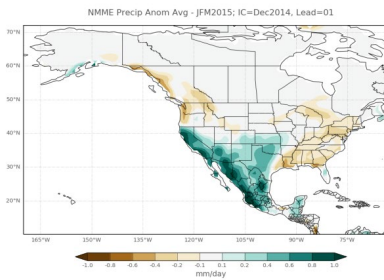 NMME Precip Anom Avg - JFM2015; IC=Dec2014, Lead=01
70°N
60°N
50°N
40°N
30°N
20°N
165°W 150°W 135°W 120°W 105°W 90°W 75°W
-1.0 -0.8 -0.6 -0.4 -0.2 -0.1 0.1 0.2 0.4 0.6 0.8 1.0
mm/day